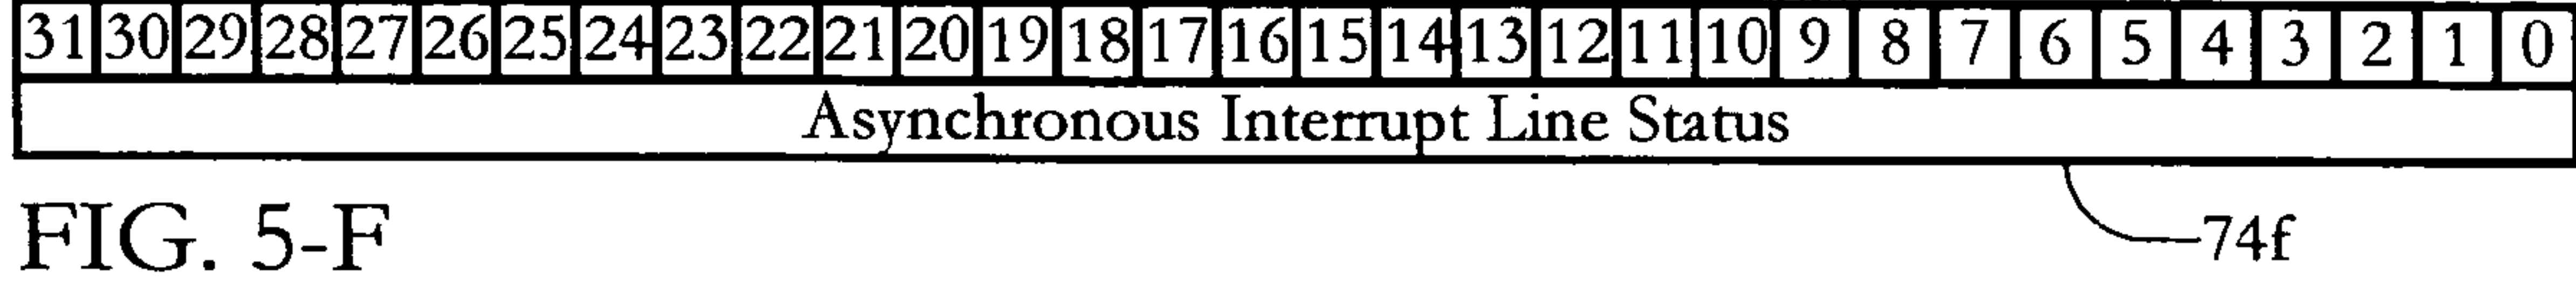 31 30 29 28 27 26 25 24 23 22 21 20 19 18 17 16 15 14 13 12 11 10 9 8 7 6 5 4 3 2 1 0
Asynchronous Interrupt Line Status
FIG. 5-F
74f